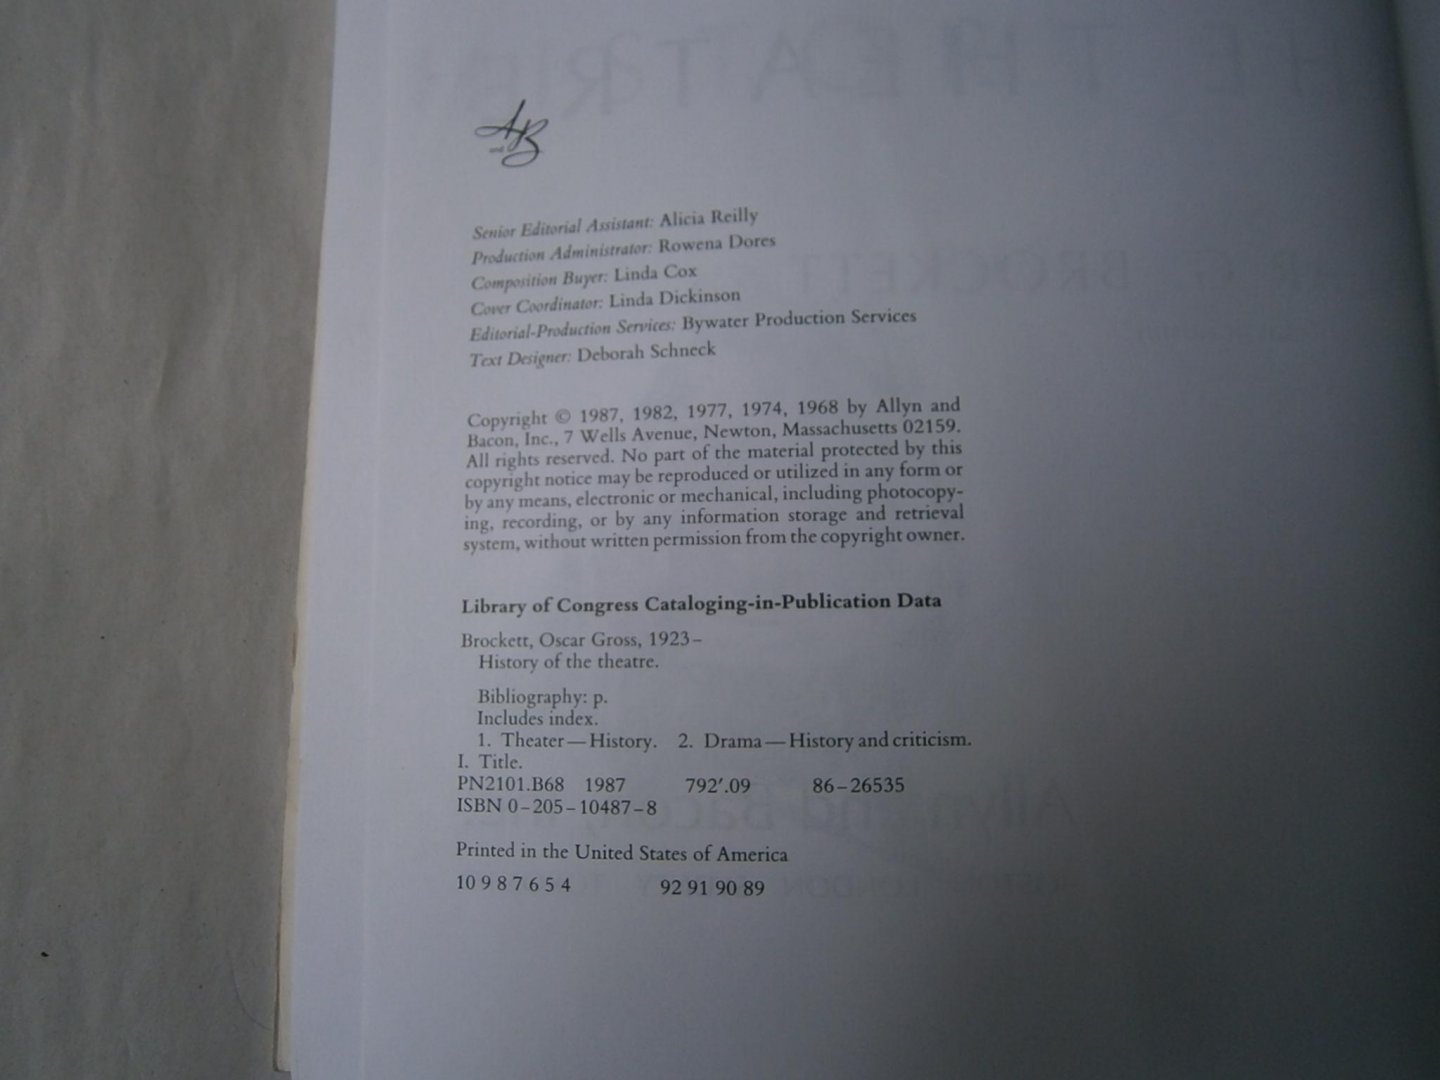 A and B
Senior Editorial Assistant: Alicia Reilly
Production Administrator: Rowena Dores
Composition Buyer: Linda Cox
Cover Coordinator: Linda Dickinson
Editorial-Production Services: Bywater Production Services
Text Designer: Deborah Schneck
Copyright © 1987, 1982, 1977, 1974, 1968 by Allyn and
Bacon, Inc., 7 Wells Avenue, Newton, Massachusetts 02159.
All rights reserved. No part of the material protected by this
copyright notice may be reproduced or utilized in any form or
by any means, electronic or mechanical, including photocopy-
ing, recording, or by any information storage and retrieval
system, without written permission from the copyright owner.
Library of Congress Cataloging-in-Publication Data
Brockett, Oscar Gross, 1923–
History of the theatre.
Bibliography: p.
Includes index.
1. Theater—History. 2. Drama—History and criticism.
I. Title.
PN2101.B68 1987 792′.09 86–26535
ISBN 0–205–10487–8
Printed in the United States of America
10 9 8 7 6 5 4 92 91 90 89